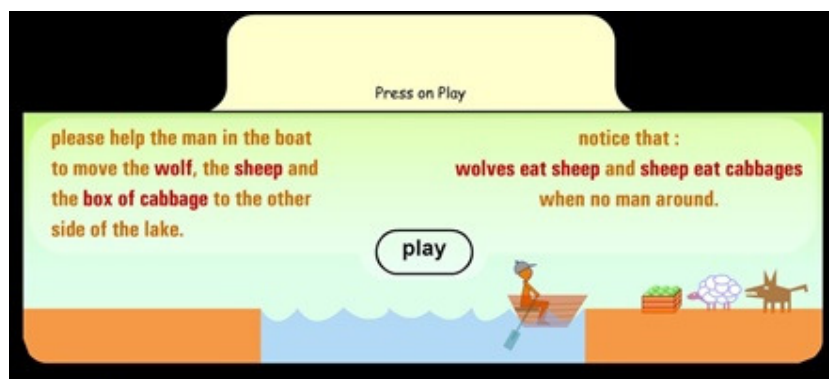 Press on Play
please help the man in the boat
to move the wolf, the sheep and
the box of cabbage to the other
side of the lake.
notice that :
wolves eat sheep and sheep eat cabbages
when no man around.
play